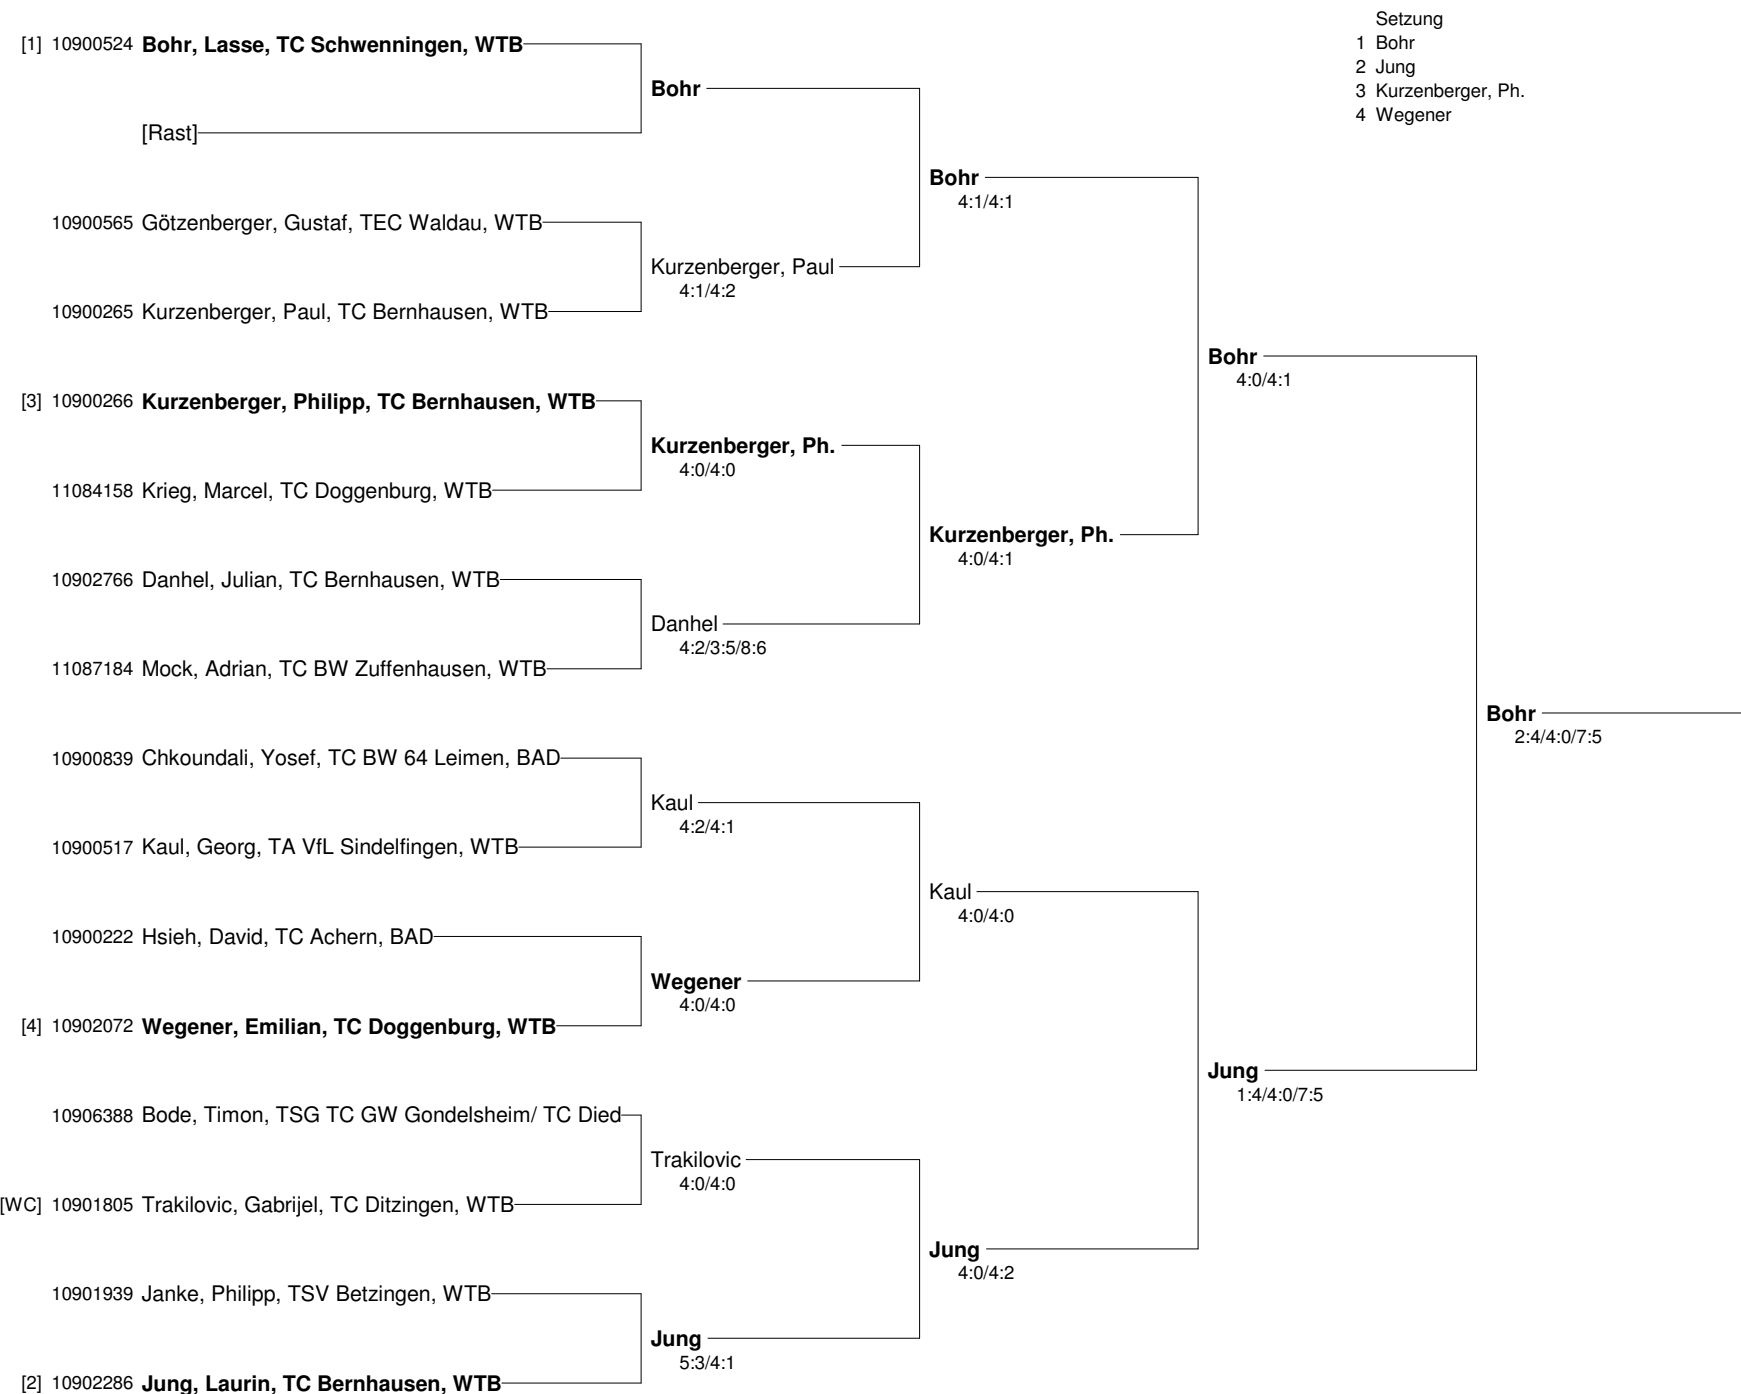 Setzung
1 Bohr
2 Jung
3 Kurzenberger, Ph.
4 Wegener
[1] 10900524 Bohr, Lasse, TC Schwenningen, WTB
Bohr
[Rast]
Bohr
4:1/4:1
10900565 Götzenberger, Gustaf, TEC Waldau, WTB
Kurzenberger, Paul
4:1/4:2
10900265 Kurzenberger, Paul, TC Bernhausen, WTB
Bohr
4:0/4:1
[3] 10900266 Kurzenberger, Philipp, TC Bernhausen, WTB
Kurzenberger, Ph.
4:0/4:0
11084158 Krieg, Marcel, TC Doggenburg, WTB
Kurzenberger, Ph.
4:0/4:1
10902766 Danhel, Julian, TC Bernhausen, WTB
Danhel
4:2/3:5/8:6
11087184 Mock, Adrian, TC BW Zuffenhausen, WTB
Bohr
2:4/4:0/7:5
10900839 Chkoundali, Yosef, TC BW 64 Leimen, BAD
Kaul
4:2/4:1
10900517 Kaul, Georg, TA VfL Sindelfingen, WTB
Kaul
4:0/4:0
10900222 Hsieh, David, TC Achern, BAD
Wegener
4:0/4:0
[4] 10902072 Wegener, Emilian, TC Doggenburg, WTB
Jung
1:4/4:0/7:5
10906388 Bode, Timon, TSG TC GW Gondelsheim/ TC Died
Trakilovic
4:0/4:0
[WC] 10901805 Trakilovic, Gabrijel, TC Ditzingen, WTB
Jung
4:0/4:2
10901939 Janke, Philipp, TSV Betzingen, WTB
Jung
5:3/4:1
[2] 10902286 Jung, Laurin, TC Bernhausen, WTB